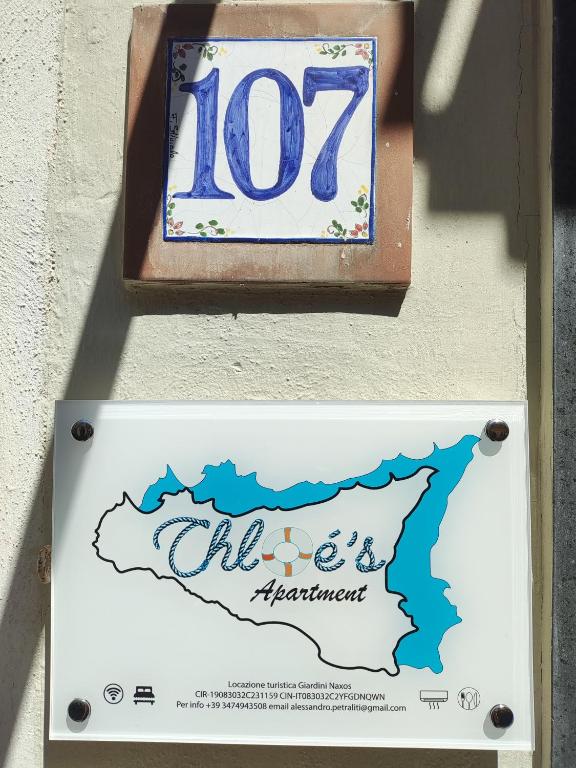 107
Chloé's
Apartment
Locazione turistica Giardini Naxos
CIR-19083032C231159 CIN-IT083032C2YFGDNQWN
Per info +39 3474943508 email alessandro.petraliti@gmail.com